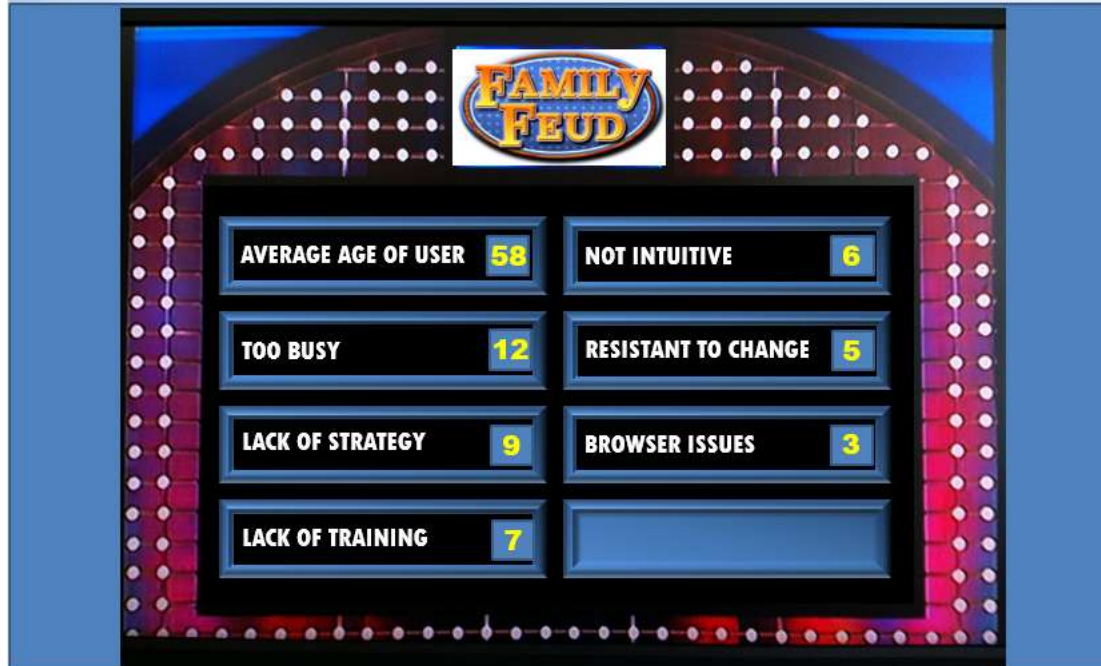 FAMILY
FEUD
AVERAGE AGE OF USER 58
TOO BUSY 12
LACK OF STRATEGY 9
LACK OF TRAINING 7
NOT INTUITIVE 6
RESISTANT TO CHANGE 5
BROWSER ISSUES 3